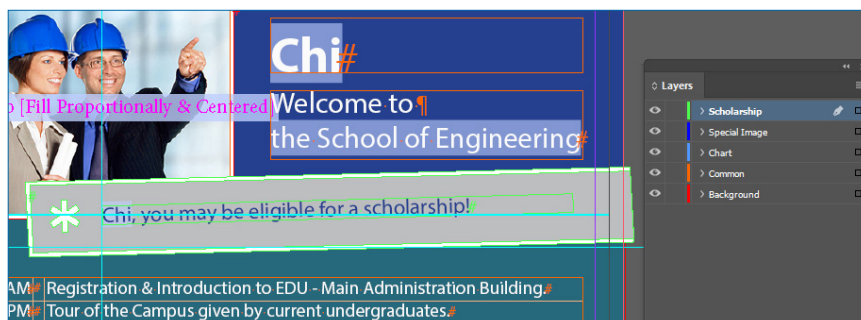 Chi#
o [Fill Proportionally & Centered]
Welcome to¶
the School of Engineering#
* Chi, you may be eligible for a scholarship!#
AM# Registration & Introduction to EDU - Main Administration Building.#
PM# Tour of the Campus given by current undergraduates.#
Layers
Scholarship
Special Image
Chart
Common
Background